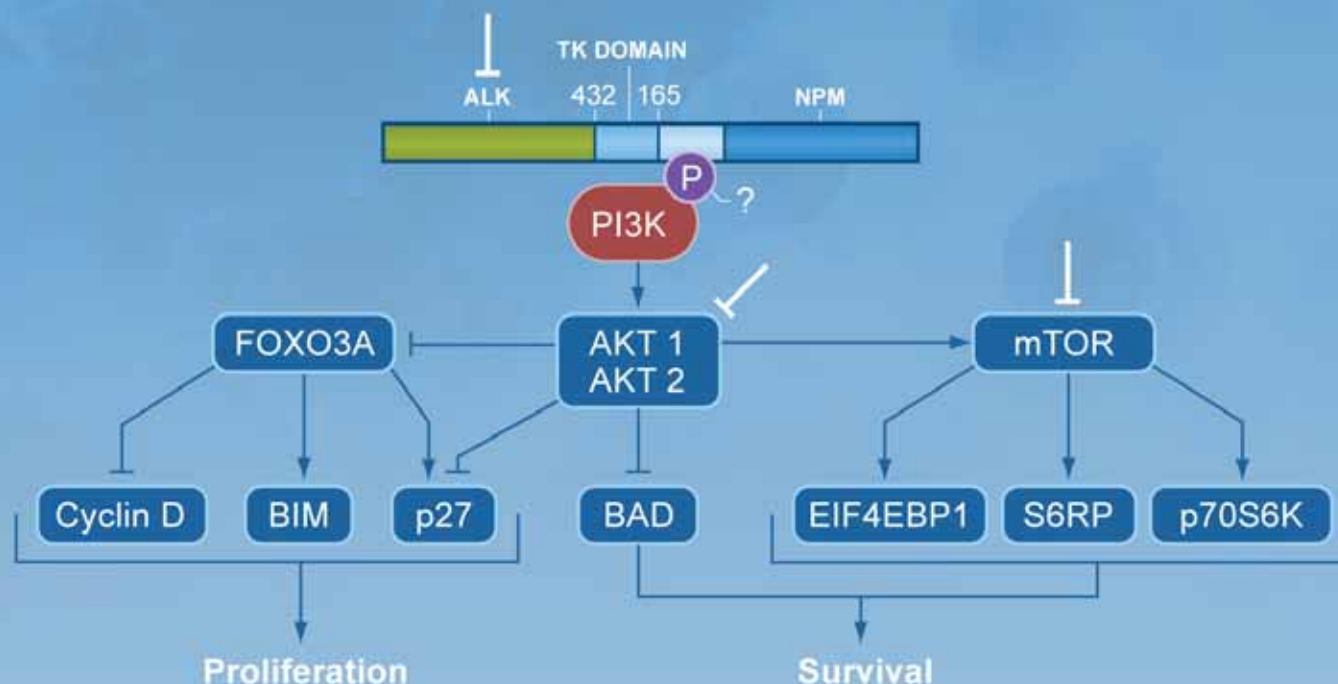 TK DOMAIN
ALK 432 165 NPM
P
?
PI3K
FOXO3A
AKT 1
AKT 2
mTOR
Cyclin D
BIM
p27
BAD
EIF4EBP1
S6RP
p70S6K
Proliferation
Survival